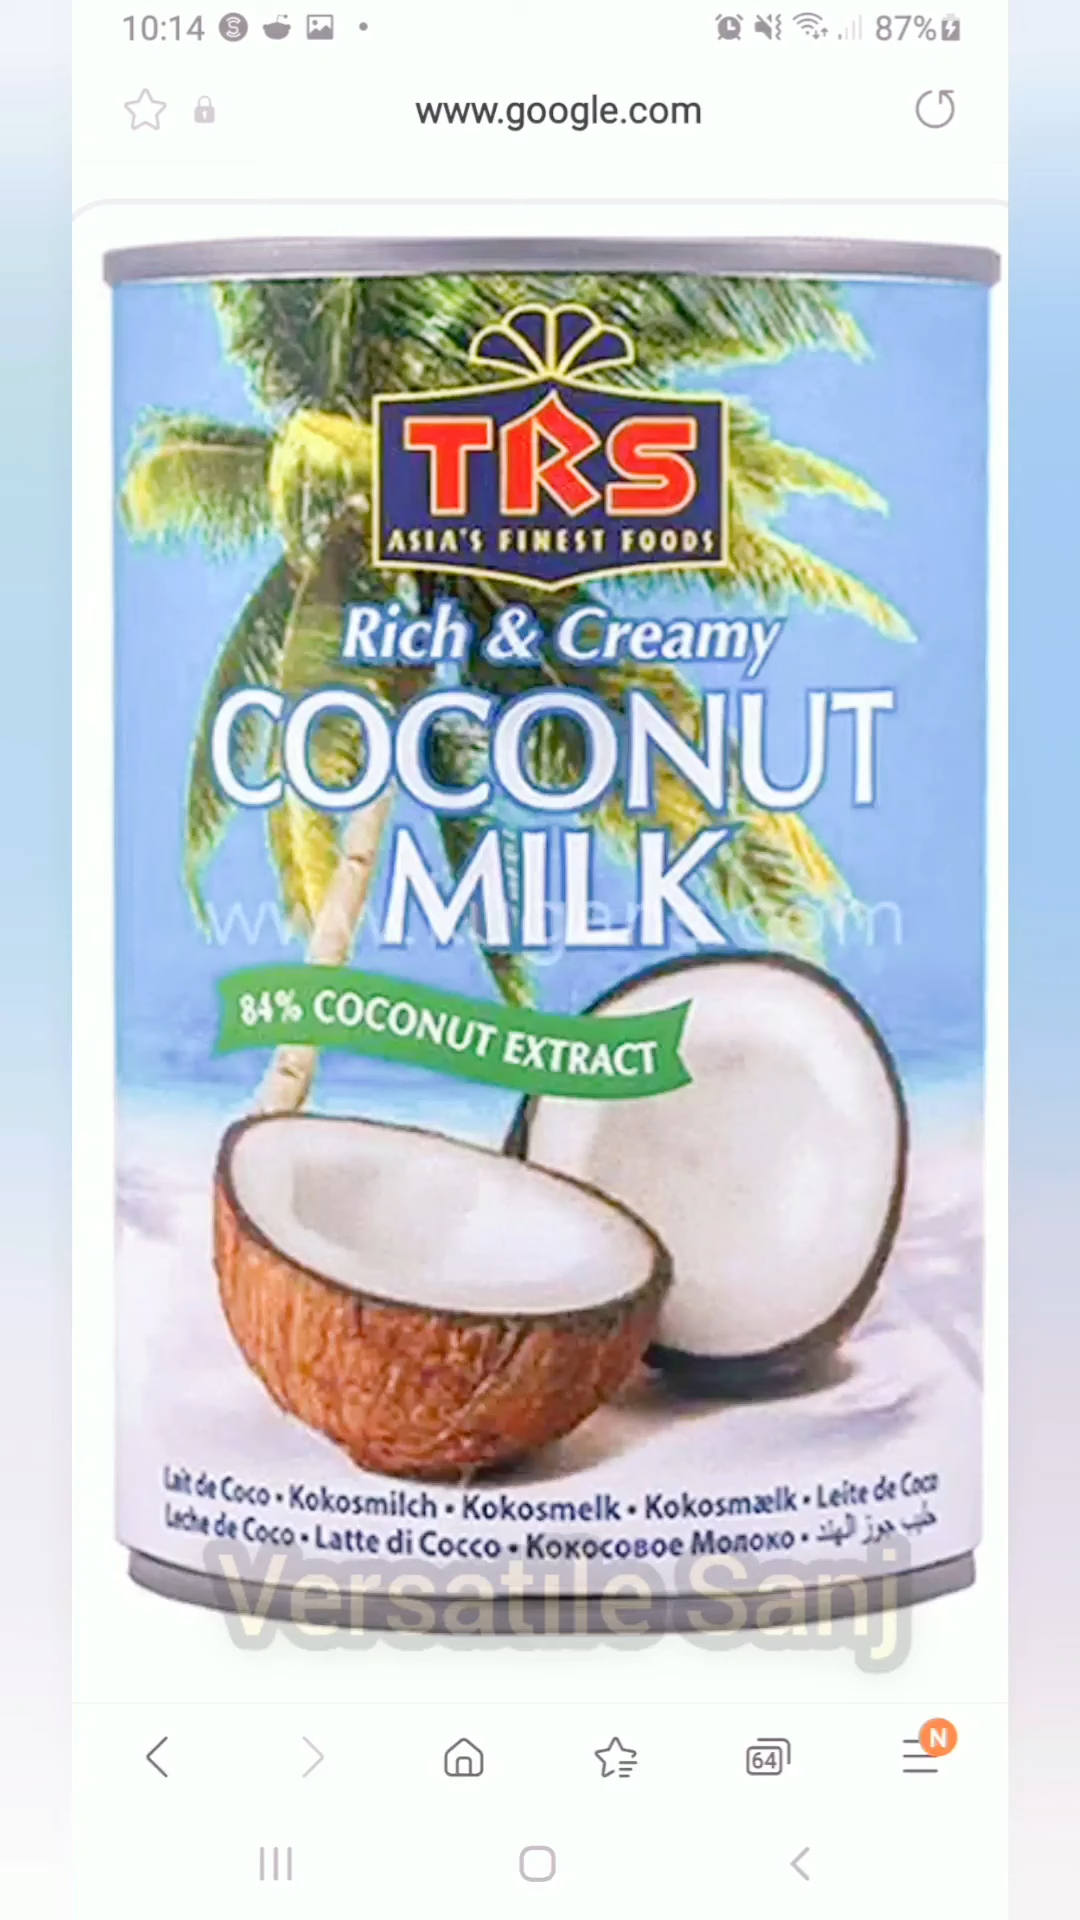 10:14
87%
www.google.com
TRS
ASIA'S FINEST FOODS
Rich & Creamy
COCONUT
MILK
84% COCONUT EXTRACT
Lait de Coco • Kokosmilch • Kokosmelk • Kokosmælk • Leite de Coco
Leche de Coco • Latte di Cocco • Кокосовое Молоко • حليب جوز الهند
Versatile Sanj
64
N